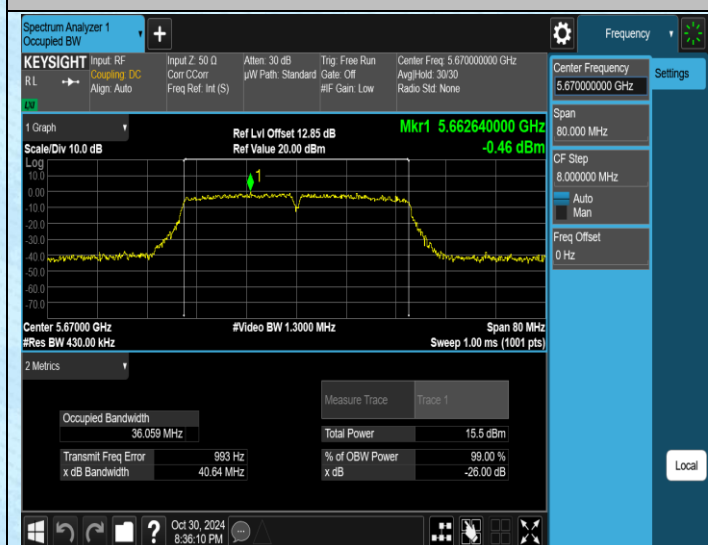 Spectrum Analyzer 1
Occupied BW
Frequency
KEYSIGHT
RL
Input: RF
Coupling: DC
Align: Auto
Input Z: 50 Ω
Corr CCorr
Freq Ref: Int (S)
Atten: 30 dB
µW Path: Standard
Trig: Free Run
Gate: Off
#IF Gain: Low
Center Freq: 5.670000000 GHz
Avg|Hold: 30/30
Radio Std: None
Center Frequency
5.670000000 GHz
Settings
Span
80.000 MHz
CF Step
8.000000 MHz
Auto
Man
Freq Offset
0 Hz
Local
1 Graph
Scale/Div 10.0 dB
Ref Lvl Offset 12.85 dB
Ref Value 20.00 dBm
Mkr1 5.662640000 GHz
-0.46 dBm
Log
10.0
0.00
-10.0
-20.0
-30.0
-40.0
-50.0
-60.0
-70.0
1
Center 5.67000 GHz
#Res BW 430.00 kHz
#Video BW 1.3000 MHz
Span 80 MHz
Sweep 1.00 ms (1001 pts)
2 Metrics
Measure Trace Trace 1
Occupied Bandwidth
36.059 MHz
Total Power 15.5 dBm
Transmit Freq Error 993 Hz
% of OBW Power 99.00 %
x dB Bandwidth 40.64 MHz
x dB -26.00 dB
Oct 30, 2024
8:36:10 PM